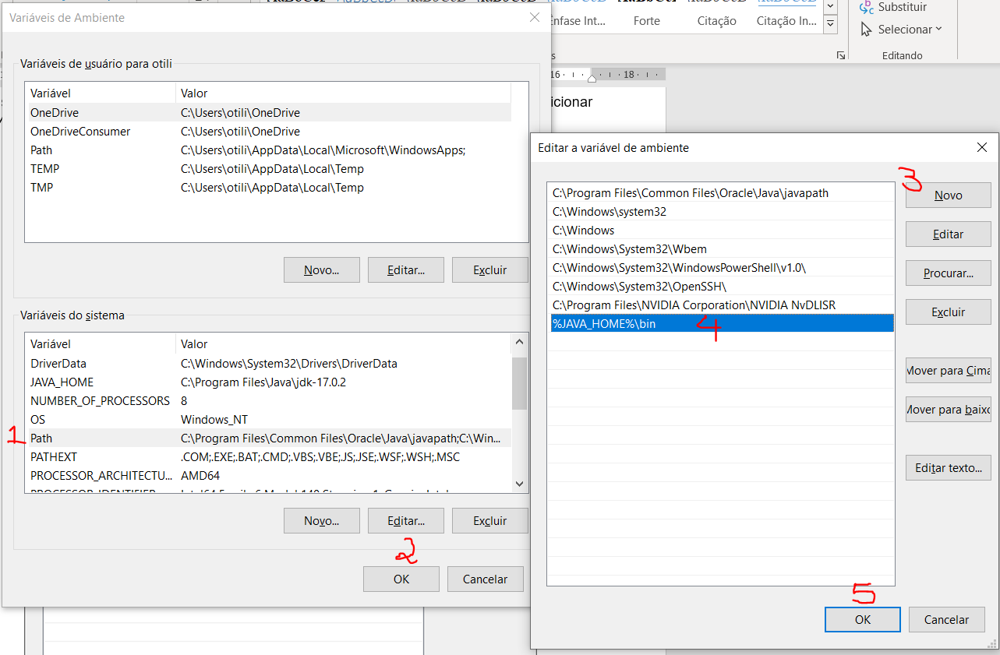 Variáveis de Ambiente
Substituir
Ênfase Int... Forte Citação Citação In...
Selecionar
Editando
Variáveis de usuário para otili
16 18
Variável Valor
icionar
OneDrive C:\Users\otili\OneDrive
OneDriveConsumer C:\Users\otili\OneDrive
Path C:\Users\otili\AppData\Local\Microsoft\WindowsApps;
TEMP C:\Users\otili\AppData\Local\Temp
TMP C:\Users\otili\AppData\Local\Temp
Novo... Editar... Excluir
Variáveis do sistema
Variável Valor
DriverData C:\Windows\System32\Drivers\DriverData
JAVA_HOME C:\Program Files\Java\jdk-17.0.2
NUMBER_OF_PROCESSORS 8
OS Windows_NT
1 Path C:\Program Files\Common Files\Oracle\Java\javapath;C:\Win...
PATHEXT .COM;.EXE;.BAT;.CMD;.VBS;.VBE;.JS;.JSE;.WSF;.WSH;.MSC
PROCESSOR_ARCHITECTU... AMD64
Novo... Editar... Excluir
2
OK Cancelar
Editar a variável de ambiente
3
C:\Program Files\Common Files\Oracle\Java\javapath
C:\Windows\system32
C:\Windows
C:\Windows\System32\Wbem
C:\Windows\System32\WindowsPowerShell\v1.0\
C:\Windows\System32\OpenSSH\
C:\Program Files\NVIDIA Corporation\NVIDIA NvDLISR
%JAVA_HOME%\bin 4
Novo
Editar
Procurar...
Excluir
Mover para Cima
Mover para baixo
Editar texto...
5
OK Cancelar